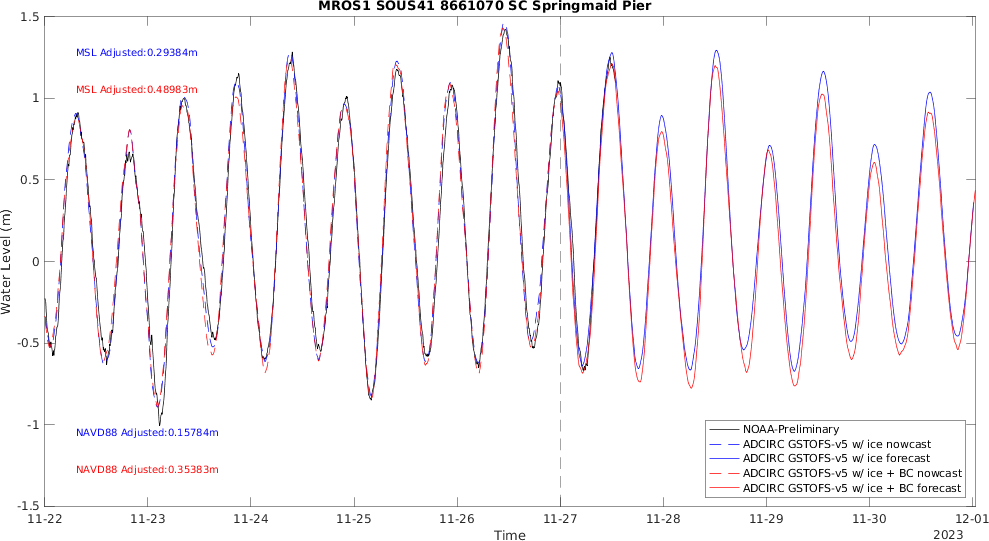 MROS1 SOUS41 8661070 SC Springmaid Pier
1.5
1
0.5
0
-0.5
-1
-1.5
Water Level (m)
MSL Adjusted:0.29384m
MSL Adjusted:0.48983m
NAVD88 Adjusted:0.15784m
NAVD88 Adjusted:0.35383m
NOAA-Preliminary
ADCIRC GSTOFS-v5 w/ ice nowcast
ADCIRC GSTOFS-v5 w/ ice forecast
ADCIRC GSTOFS-v5 w/ ice + BC nowcast
ADCIRC GSTOFS-v5 w/ ice + BC forecast
11-22 11-23 11-24 11-25 11-26 11-27 11-28 11-29 11-30 12-01
Time
2023